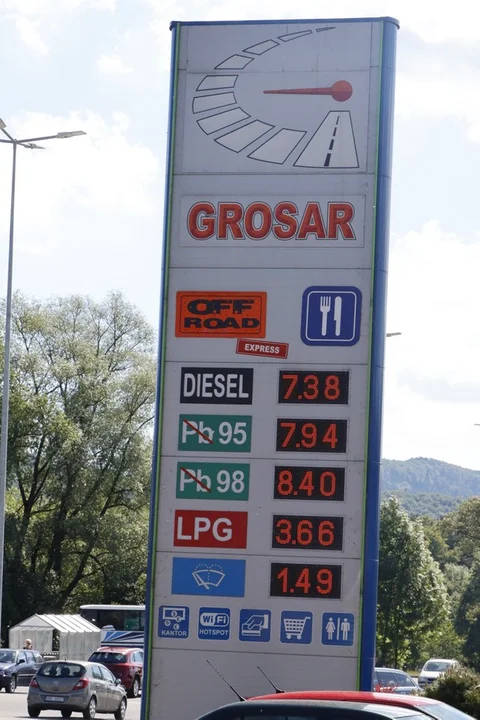 GROSAR
OFF
ROAD
EXPRESS
DIESEL 7.38
Pb 95 7.94
Pb 98 8.40
LPG 3.66
1.49
KANTOR
WiFi
HOTSPOT